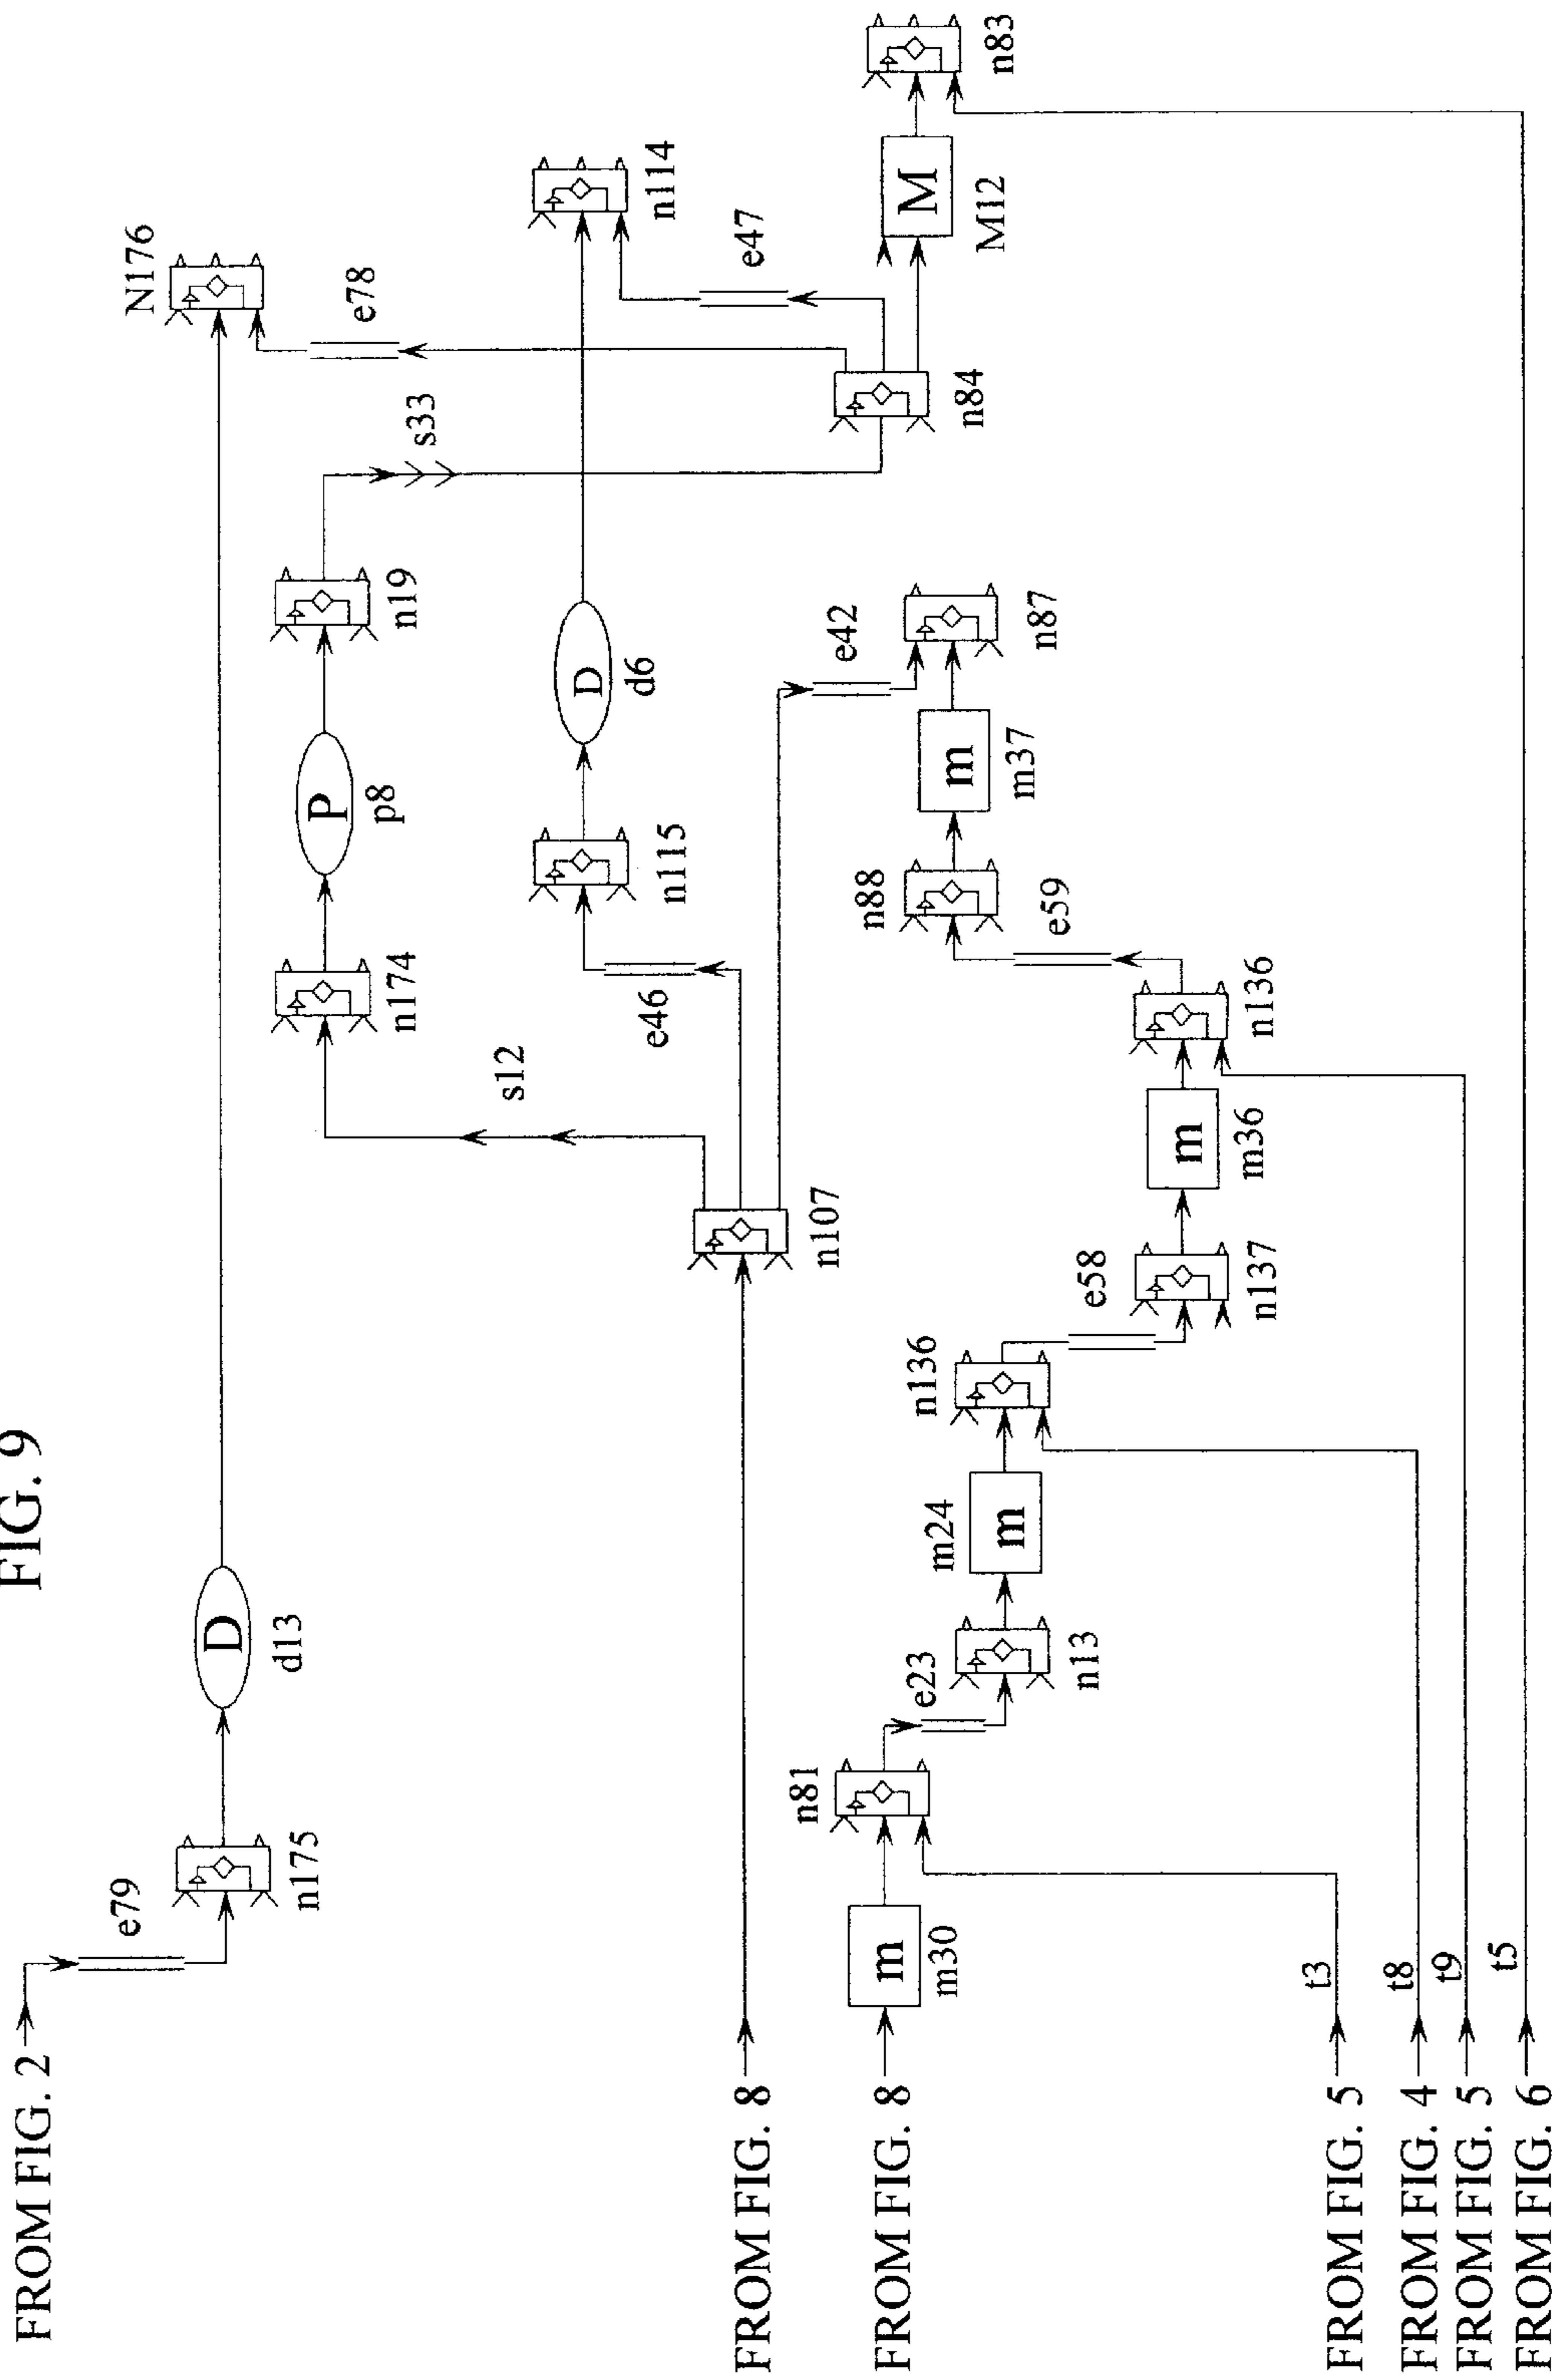 FIG. 9
FROM FIG. 2
e79
n175
D
d13
N176
e78
n174
P
p8
n19
s33
s12
n115
D
d6
n114
e46
e47
FROM FIG. 8
n107
e42
n84
M
M12
n83
FROM FIG. 8
m
m30
n81
e23
n13
m24
m
n136
e58
n137
m
m36
n136
e59
n88
m
m37
n87
FROM FIG. 5
t3
FROM FIG. 4
t8
FROM FIG. 5
t9
FROM FIG. 6
t5